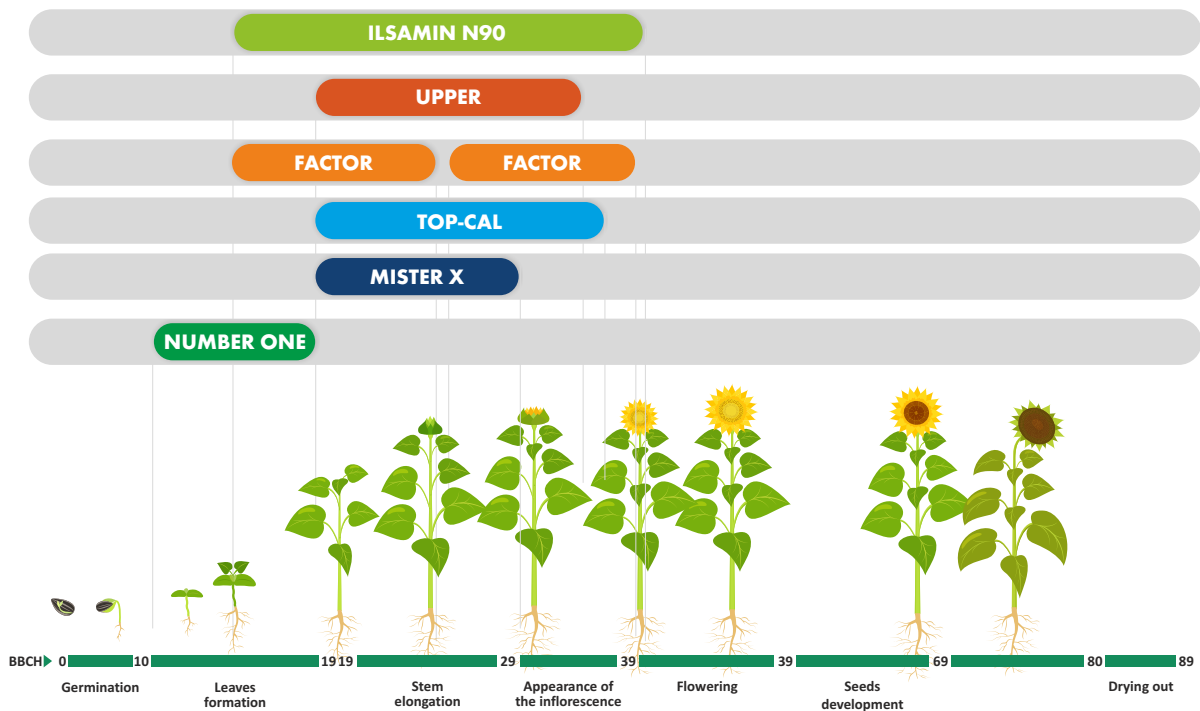 ILSAMIN N90
UPPER
FACTOR FACTOR
TOP-CAL
MISTER X
NUMBER ONE
BBCH 0 10 19 19 29 39 39 69 80 89
Germination
Leaves
formation
Stem
elongation
Appearance of
the inflorescence
Flowering
Seeds
development
Drying out